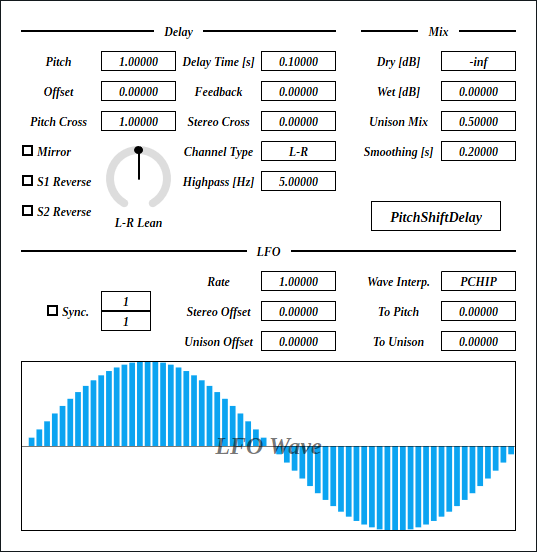 Delay
Mix
Pitch 1.00000 Delay Time [s] 0.10000 Dry [dB] -inf
Offset 0.00000 Feedback 0.00000 Wet [dB] 0.00000
Pitch Cross 1.00000 Stereo Cross 0.00000 Unison Mix 0.50000
Mirror Channel Type L-R Smoothing [s] 0.20000
S1 Reverse Highpass [Hz] 5.00000
S2 Reverse L-R Lean PitchShiftDelay
LFO
Rate 1.00000 Wave Interp. PCHIP
Sync. 1 Stereo Offset 0.00000 To Pitch 0.00000
1 Unison Offset 0.00000 To Unison 0.00000
LFO Wave